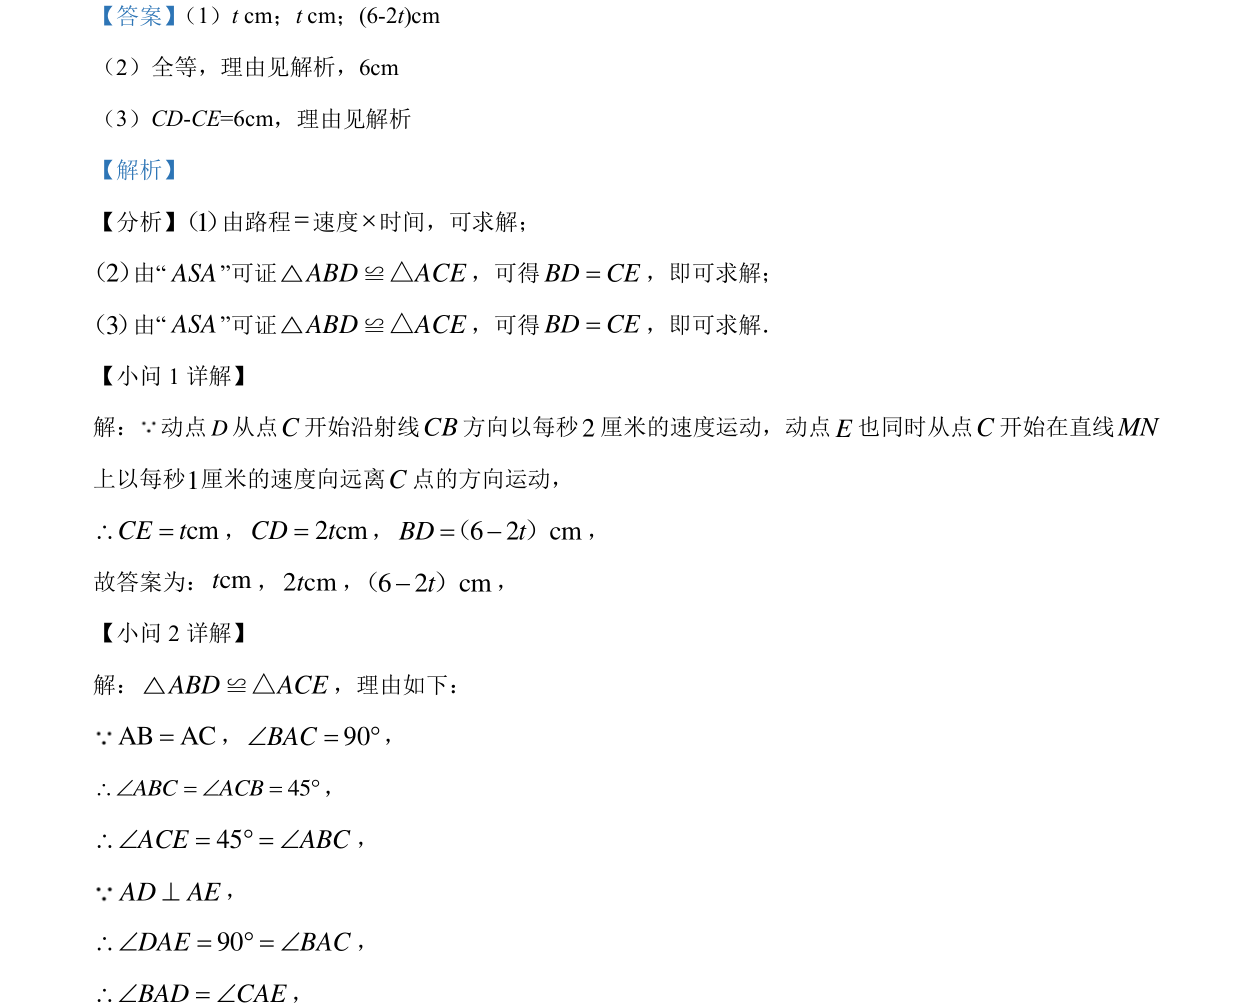 【答案】（1）t cm；t cm；(6-2t)cm
（2）全等，理由见解析，6cm
（3）CD-CE=6cm，理由见解析
【解析】
【分析】(1)由路程=速度×时间，可求解；
(2)由“ASA”可证△ABD≌△ACE，可得BD=CE，即可求解；
(3)由“ASA”可证△ABD≌△ACE，可得BD=CE，即可求解．
【小问 1 详解】
解：∵动点D从点C开始沿射线CB方向以每秒2厘米的速度运动，动点E也同时从点C开始在直线MN
上以每秒1厘米的速度向远离C点的方向运动，
∴CE=tcm，CD=2tcm，BD=（6−2t）cm，
故答案为：tcm，2tcm，（6−2t）cm，
【小问 2 详解】
解：△ABD≌△ACE，理由如下：
∵AB=AC，∠BAC=90°，
∴∠ABC=∠ACB=45°，
∴∠ACE=45°=∠ABC，
∵AD⊥AE，
∴∠DAE=90°=∠BAC，
∴∠BAD=∠CAE，